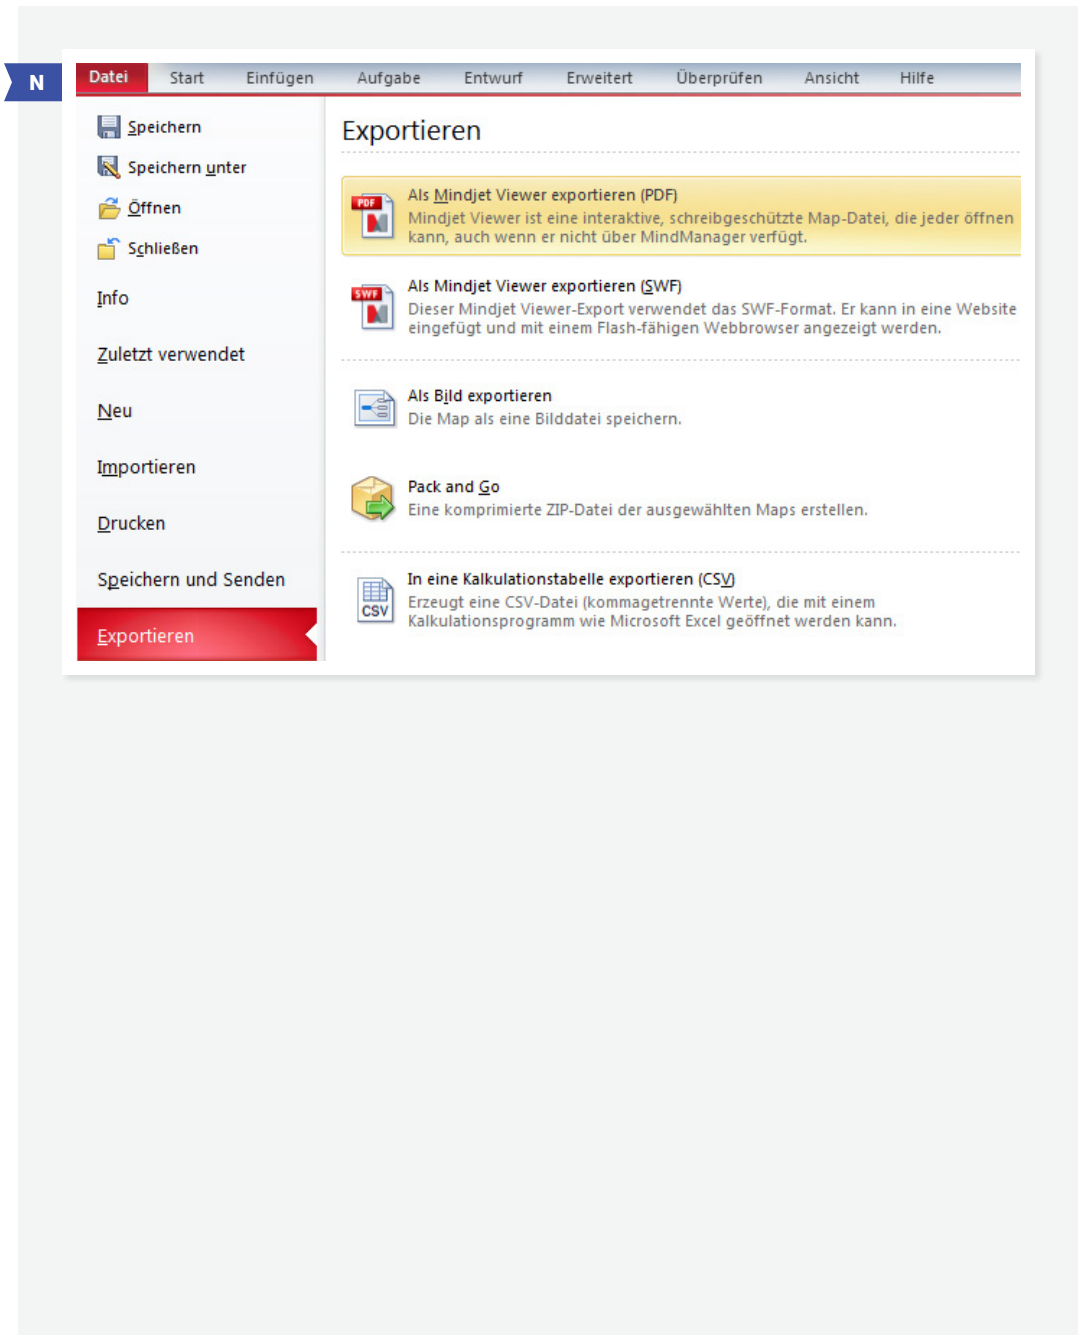 N
Datei Start Einfügen Aufgabe Entwurf Erweitert Überprüfen Ansicht Hilfe
Speichern
Speichern unter
Öffnen
Schließen
Info
Zuletzt verwendet
Neu
Importieren
Drucken
Speichern und Senden
Exportieren
Exportieren
PDF
Als Mindjet Viewer exportieren (PDF)
Mindjet Viewer ist eine interaktive, schreibgeschützte Map-Datei, die jeder öffnen
kann, auch wenn er nicht über MindManager verfügt.
SWF
Als Mindjet Viewer exportieren (SWF)
Dieser Mindjet Viewer-Export verwendet das SWF-Format. Er kann in eine Website
eingefügt und mit einem Flash-fähigen Webbrowser angezeigt werden.
Als Bild exportieren
Die Map als eine Bilddatei speichern.
Pack and Go
Eine komprimierte ZIP-Datei der ausgewählten Maps erstellen.
CSV
In eine Kalkulationstabelle exportieren (CSV)
Erzeugt eine CSV-Datei (kommagetrennte Werte), die mit einem
Kalkulationsprogramm wie Microsoft Excel geöffnet werden kann.